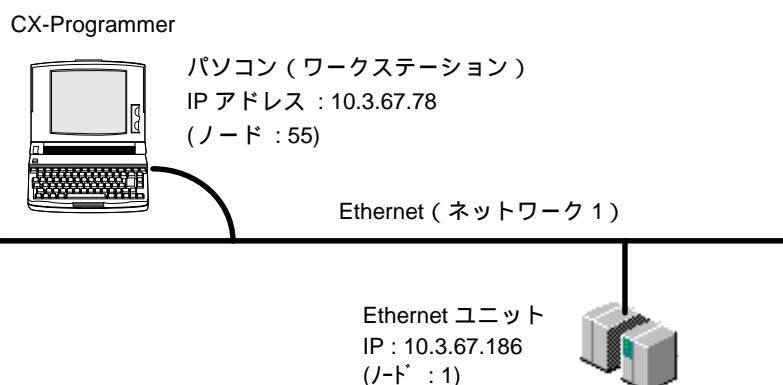 CX-Programmer
パソコン（ワークステーション）
IP アドレス : 10.3.67.78
(ノード : 55)
Ethernet（ネットワーク 1）
Ethernet ユニット
IP : 10.3.67.186
(ﾉｰﾄﾞ : 1)